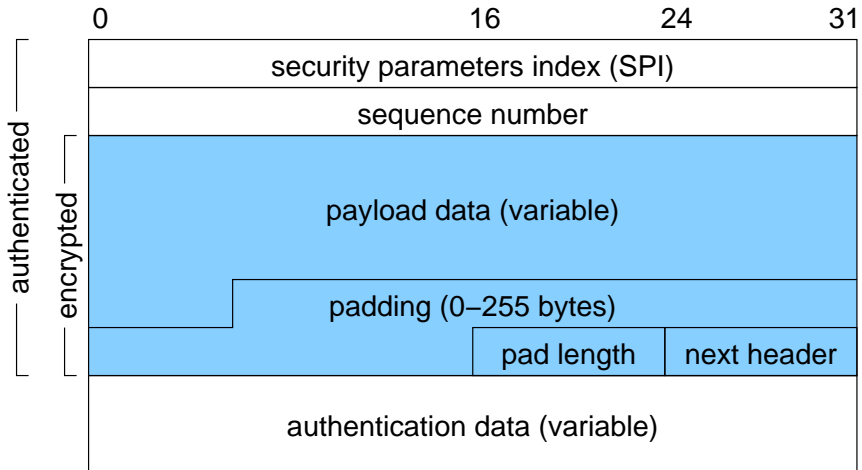 0 16 24 31
security parameters index (SPI)
sequence number
authenticated
encrypted
payload data (variable)
padding (0–255 bytes)
pad length next header
authentication data (variable)